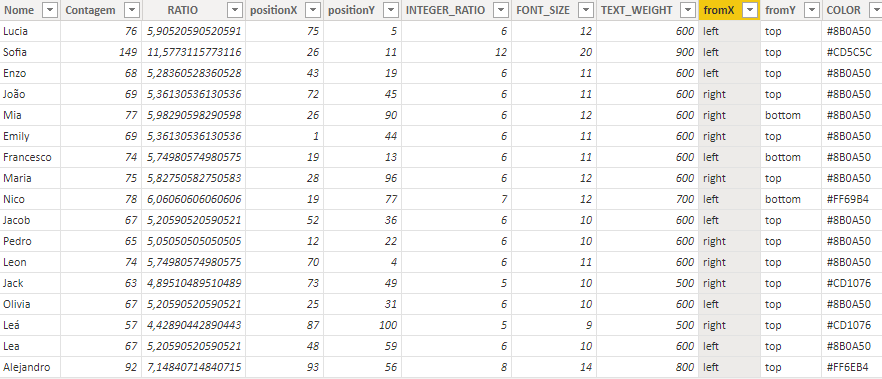 Nome Contagem RATIO positionX positionY INTEGER_RATIO FONT_SIZE TEXT_WEIGHT fromX fromY COLOR
Lucia 76 5,90520590520591 75 5 6 12 600 left top #8B0A50
Sofia 149 11,5773115773116 26 11 12 20 900 left top #CD5C5C
Enzo 68 5,28360528360528 43 19 6 11 600 left top #8B0A50
João 69 5,36130536130536 72 45 6 11 600 right top #8B0A50
Mia 77 5,98290598290598 26 90 6 12 600 right bottom #8B0A50
Emily 69 5,36130536130536 1 44 6 11 600 right top #8B0A50
Francesco 74 5,74980574980575 19 13 6 11 600 left bottom #8B0A50
Maria 75 5,82750582750583 28 96 6 12 600 right top #8B0A50
Nico 78 6,06060606060606 19 77 7 12 700 left bottom #FF69B4
Jacob 67 5,20590520590521 52 36 6 10 600 left top #8B0A50
Pedro 65 5,05050505050505 12 22 6 10 600 right top #8B0A50
Leon 74 5,74980574980575 70 4 6 11 600 right top #8B0A50
Jack 63 4,89510489510489 73 49 5 10 500 right top #CD1076
Olivia 67 5,20590520590521 25 31 6 10 600 left top #8B0A50
Leá 57 4,42890442890443 87 100 5 9 500 right top #CD1076
Lea 67 5,20590520590521 48 59 6 10 600 left top #8B0A50
Alejandro 92 7,14840714840715 93 56 8 14 800 left top #FF6EB4